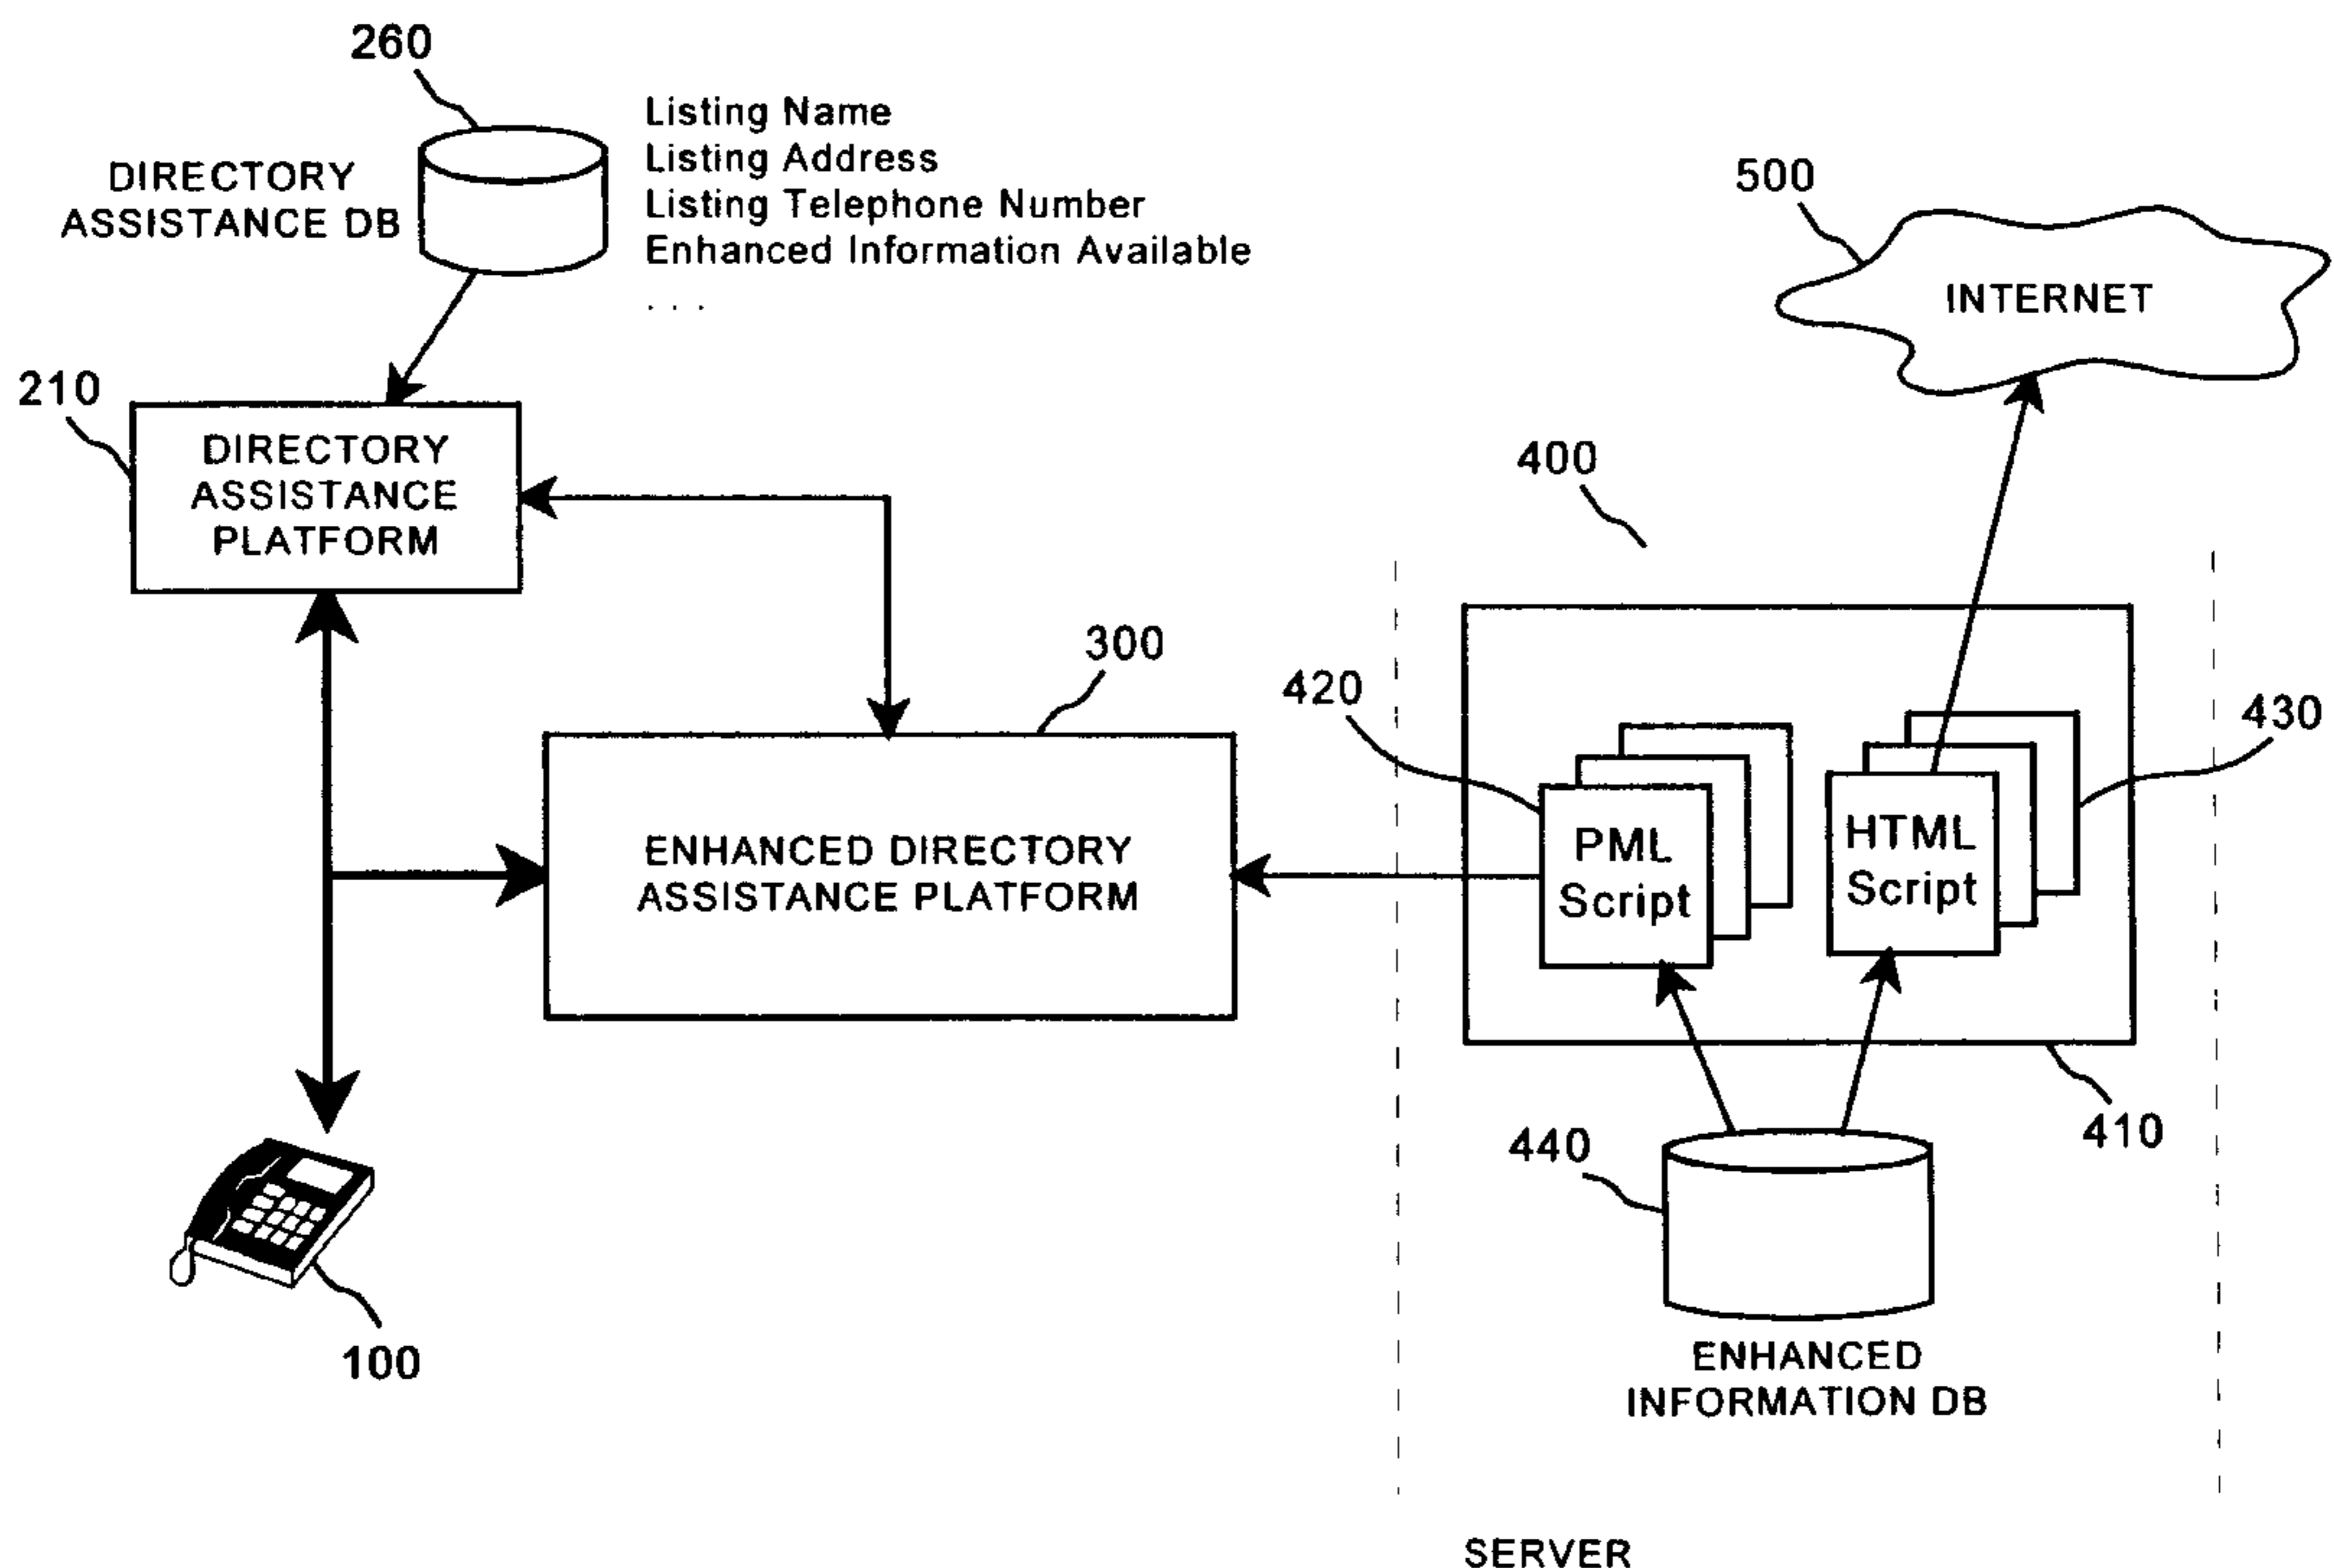 260
Listing Name
Listing Address
Listing Telephone Number
Enhanced Information Available
. . .
DIRECTORY
ASSISTANCE DB
500
INTERNET
210
DIRECTORY
ASSISTANCE
PLATFORM
400
300
420
430
ENHANCED DIRECTORY
ASSISTANCE PLATFORM
PML
Script
HTML
Script
410
440
100
ENHANCED
INFORMATION DB
SERVER